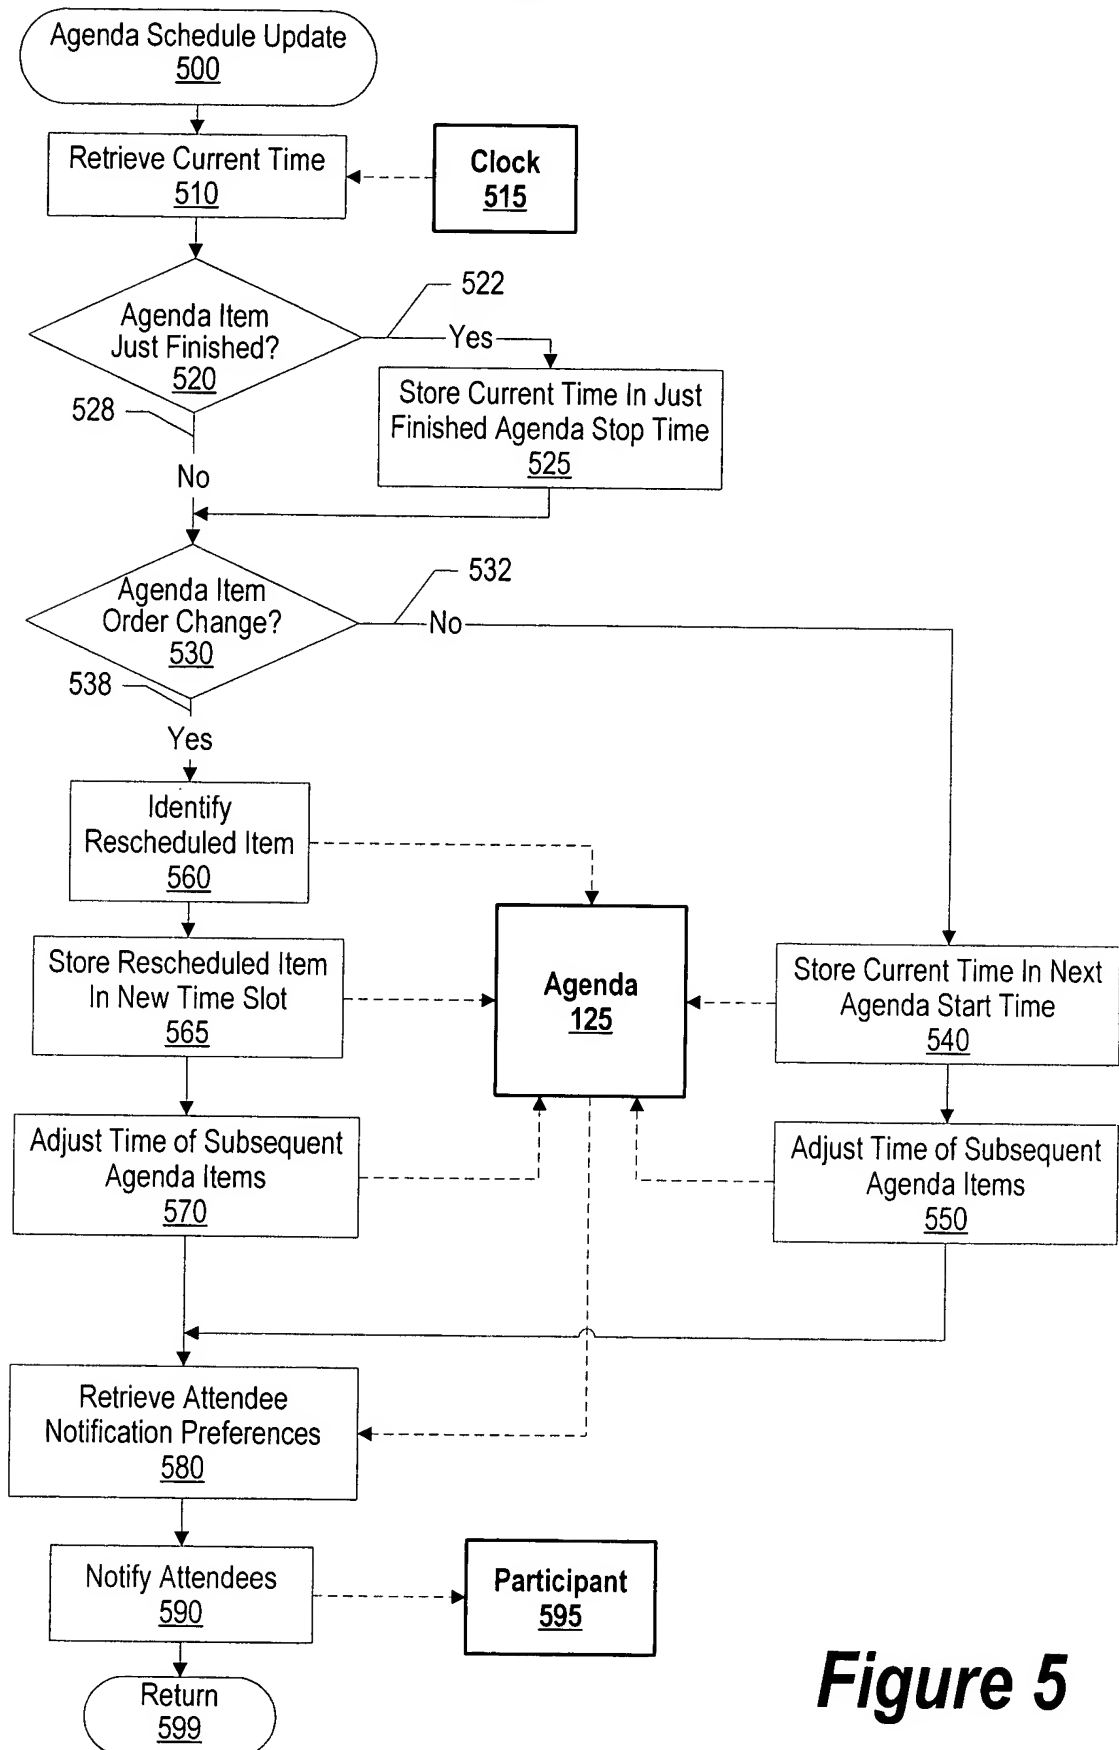 Agenda Schedule Update
500
Retrieve Current Time
510
Clock
515
522
Agenda Item
Just Finished?
520
Yes
Store Current Time In Just
Finished Agenda Stop Time
525
528
No
532
Agenda Item
Order Change?
530
No
538
Yes
Identify
Rescheduled Item
560
Store Rescheduled Item
In New Time Slot
565
Agenda
125
Store Current Time In Next
Agenda Start Time
540
Adjust Time of Subsequent
Agenda Items
570
Adjust Time of Subsequent
Agenda Items
550
Retrieve Attendee
Notification Preferences
580
Notify Attendees
590
Participant
595
Return
599
Figure 5